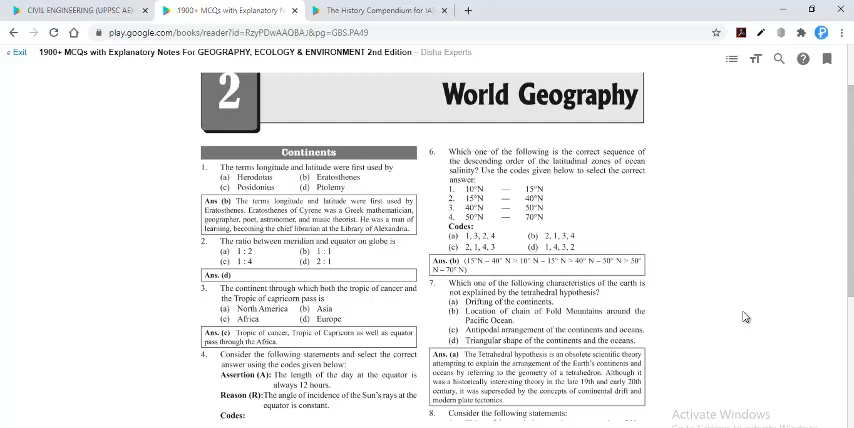 CIVIL ENGINEERING (UPPSC AE)
1900+ MCQs with Explanatory N
The History Compendium for IAS
play.google.com/books/reader?id=RzyPDwAAQBAJ&pg=GBS.PA49
« Exit 1900+ MCQs with Explanatory Notes For GEOGRAPHY, ECOLOGY & ENVIRONMENT 2nd Edition – Disha Experts
2
World Geography
Continents
1. The terms longitude and latitude were first used by
(a) Herodotus (b) Eratosthenes
(c) Posidonius (d) Ptolemy
Ans (b) The terms longitude and latitude were first used by
Eratosthenes. Eratosthenes of Cyrene was a Greek mathematician,
geographer, poet, astronomer, and music theorist. He was a man of
learning, becoming the chief librarian at the Library of Alexandria.
2. The ratio between meridian and equator on globe is
(a) 1 : 2 (b) 1 : 1
(c) 1 : 4 (d) 2 : 1
Ans. (d)
3. The continent through which both the tropic of cancer and
the Tropic of capricorn pass is
(a) North America (b) Asia
(c) Africa (d) Europe
Ans. (c) Tropic of cancer, Tropic of Capricorn as well as equator
pass through the Africa.
4. Consider the following statements and select the correct
answer using the codes given below:
Assertion (A): The length of the day at the equator is
always 12 hours.
Reason (R):The angle of incidence of the Sun's rays at the
equator is constant.
Codes:
6. Which one of the following is the correct sequence of
the descending order of the latitudinal zones of ocean
salinity? Use the codes given below to select the correct
answer:
1. 10°N — 15°N
2. 15°N — 40°N
3. 40°N — 50°N
4. 50°N — 70°N
Codes:
(a) 1, 3, 2, 4 (b) 2, 1, 3, 4
(c) 2, 1, 4, 3 (d) 1, 4, 3, 2
Ans. (b) (15°N – 40° N > 10° N – 15° N > 40° N – 50° N > 50°
N – 70° N)
7. Which one of the following characteristics of the earth is
not explained by the tetrahedral hypothesis?
(a) Drifting of the continents.
(b) Location of chain of Fold Mountains around the
Pacific Ocean.
(c) Antipodal arrangement of the continents and oceans.
(d) Triangular shape of the continents and the oceans.
Ans. (a) The Tetrahedral hypothesis is an obsolete scientific theory
attempting to explain the arrangement of the Earth's continents and
oceans by referring to the geometry of a tetrahedron. Although it
was a historically interesting theory in the late 19th and early 20th
century, it was superseded by the concepts of continental drift and
modern plate tectonics.
8. Consider the following statements:
Activate Windows